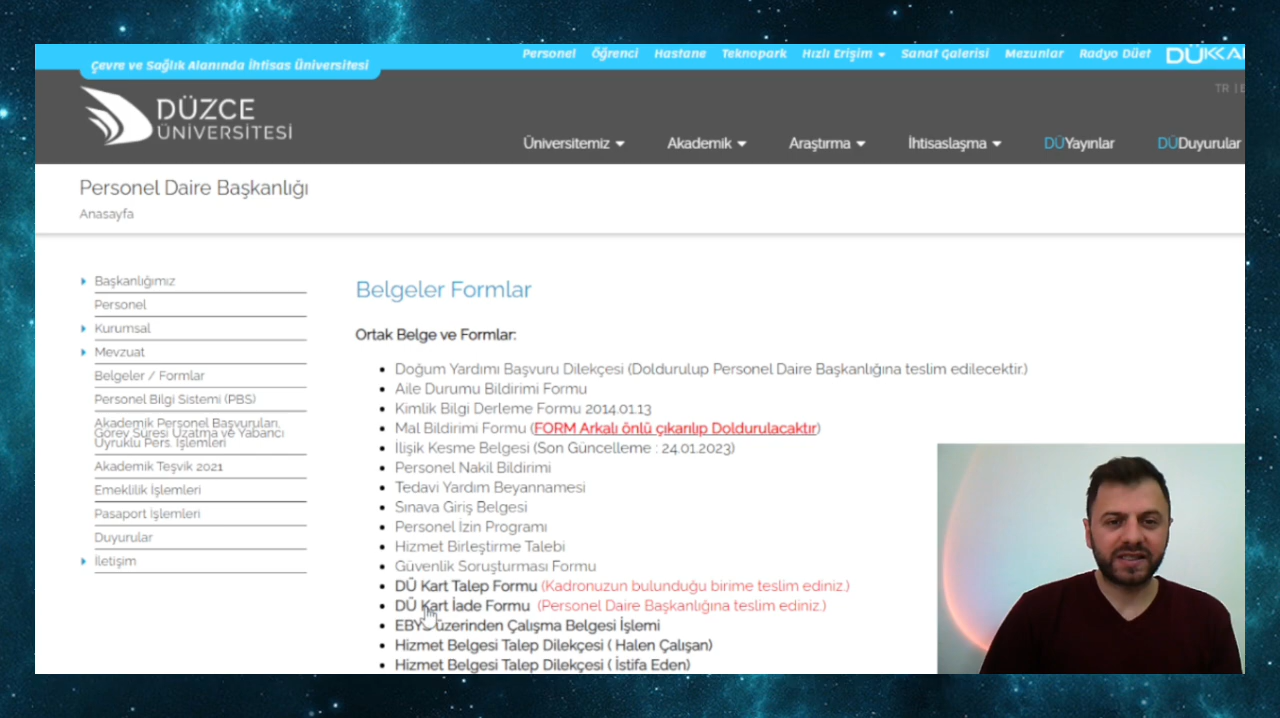 Personel Öğrenci Hastane Teknopark Hızlı Erişim Sanat Galerisi Mezunlar Radyo Düet
Çevre ve Sağlık Alanında İhtisas Üniversitesi
TR
DÜZCE
ÜNİVERSİTESİ
Üniversitemiz Akademik Araştırma İhtisaslaşma DÜYayınlar DÜDuyurular
Personel Daire Başkanlığı
Anasayfa
Başkanlığımız
Personel
Kurumsal
Mevzuat
Belgeler / Formlar
Personel Bilgi Sistemi (PBS)
Akademik Personel Başvuruları,
Görev Süresi Uzatma ve Yabancı
Uyruklu Pers. İşlemleri
Akademik Teşvik 2021
Emeklilik İşlemleri
Pasaport İşlemleri
Duyurular
İletişim
Belgeler Formlar
Ortak Belge ve Formlar:
Doğum Yardımı Başvuru Dilekçesi (Doldurulup Personel Daire Başkanlığına teslim edilecektir.)
Aile Durumu Bildirimi Formu
Kimlik Bilgi Derleme Formu 2014.01.13
Mal Bildirimi Formu (FORM Arkalı önlü çıkarılıp Doldurulacaktır)
İlişik Kesme Belgesi (Son Güncelleme : 24.01.2023)
Personel Nakil Bildirimi
Tedavi Yardım Beyannamesi
Sınava Giriş Belgesi
Personel İzin Programı
Hizmet Birleştirme Talebi
Güvenlik Soruşturması Formu
DÜ Kart Talep Formu (Kadronuzun bulunduğu birime teslim ediniz.)
DÜ Kart İade Formu (Personel Daire Başkanlığına teslim ediniz.)
EBYS üzerinden Çalışma Belgesi İşlemi
Hizmet Belgesi Talep Dilekçesi ( Halen Çalışan)
Hizmet Belgesi Talep Dilekçesi ( İstifa Eden)